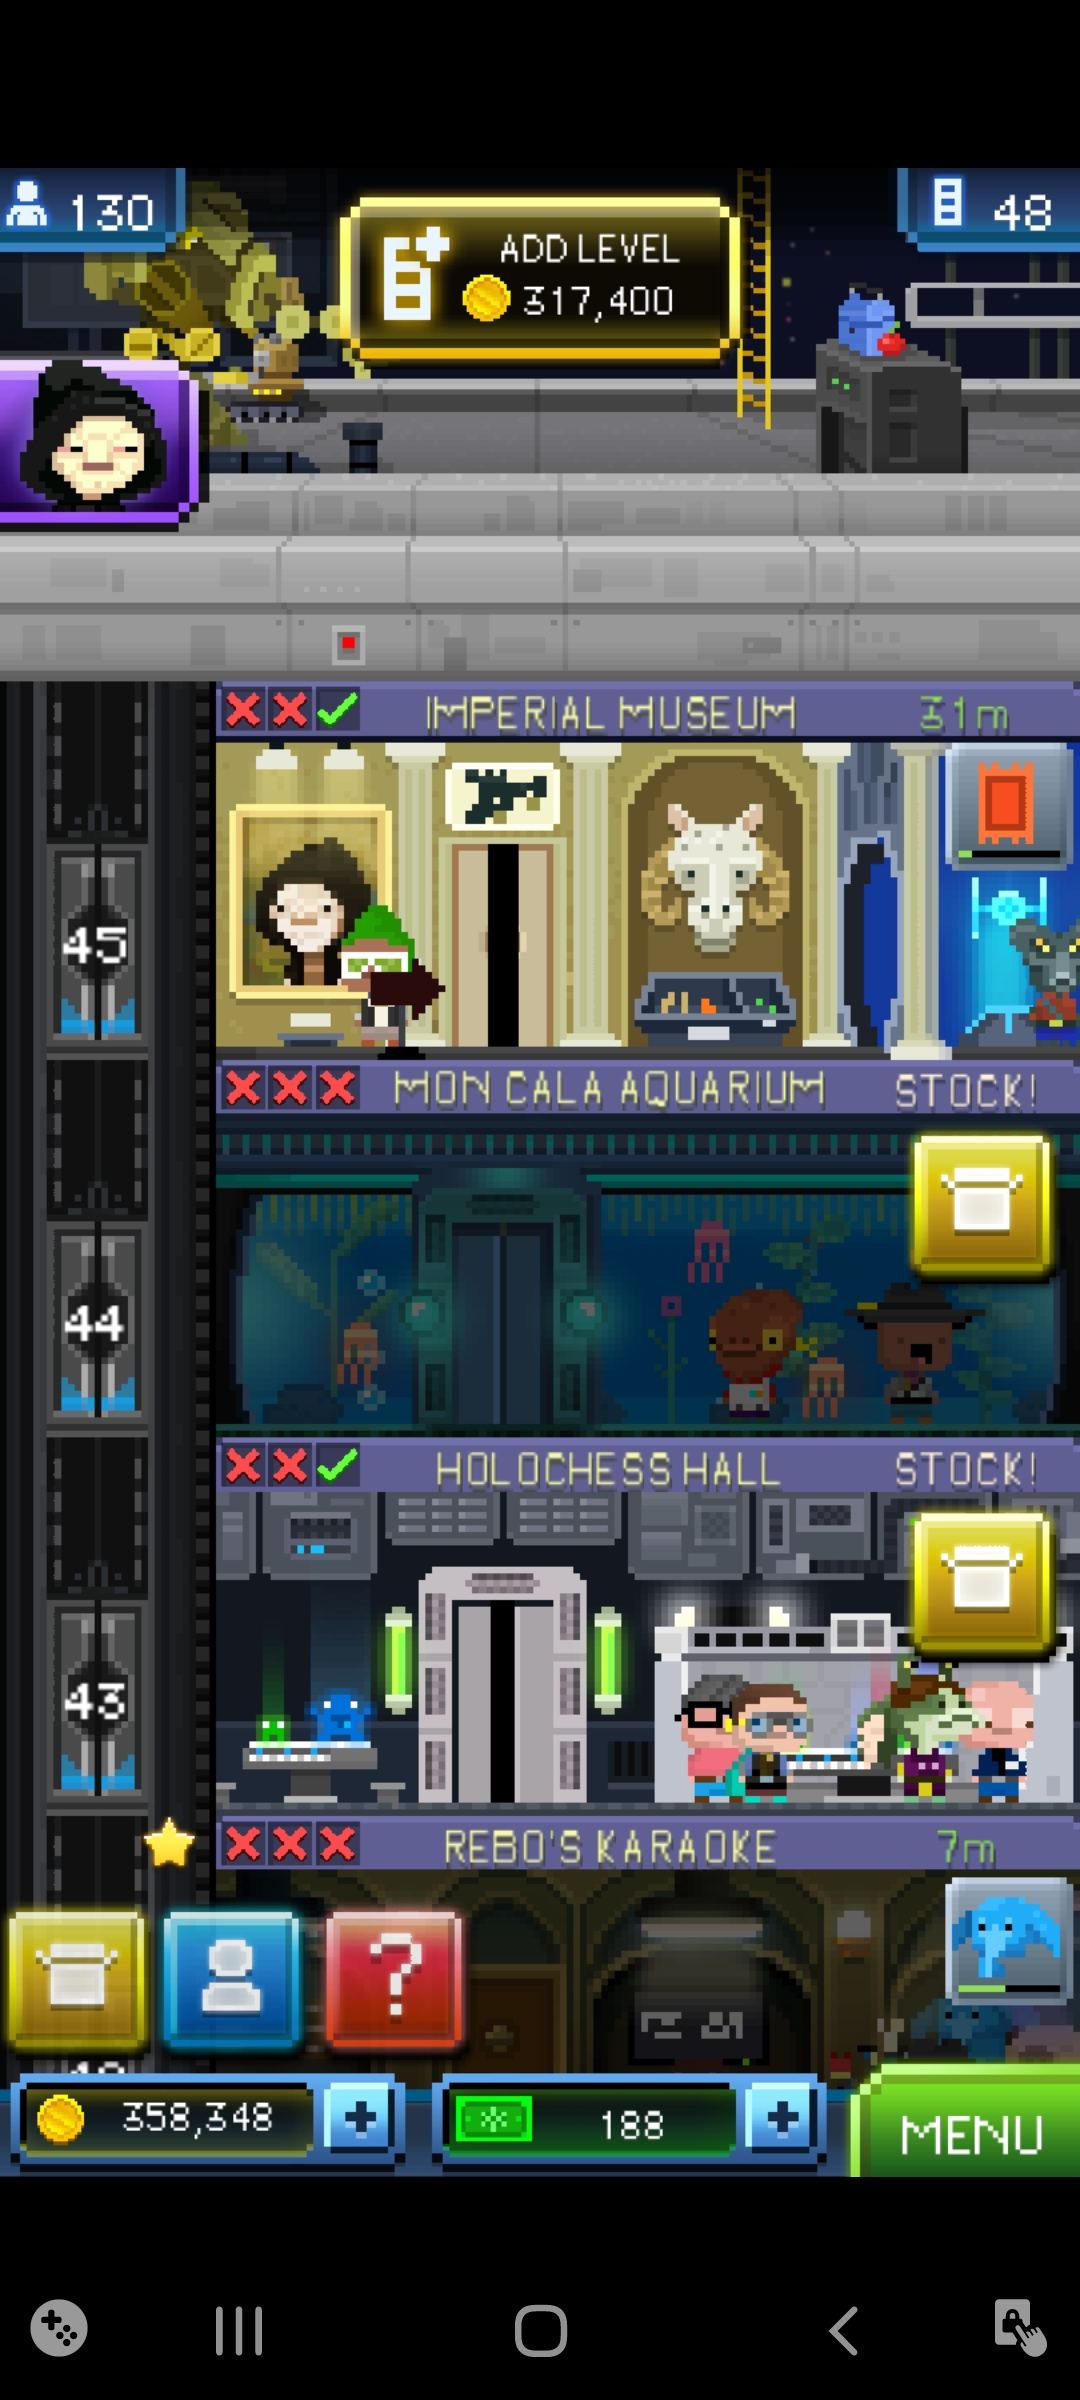 130
ADD LEVEL
317,400
48
IMPERIAL MUSEUM
31m
45
MON CALA AQUARIUM
STOCK!
44
HOLOCHESS HALL
STOCK!
43
REBO'S KARAOKE
7m
?
358,348
188
MENU